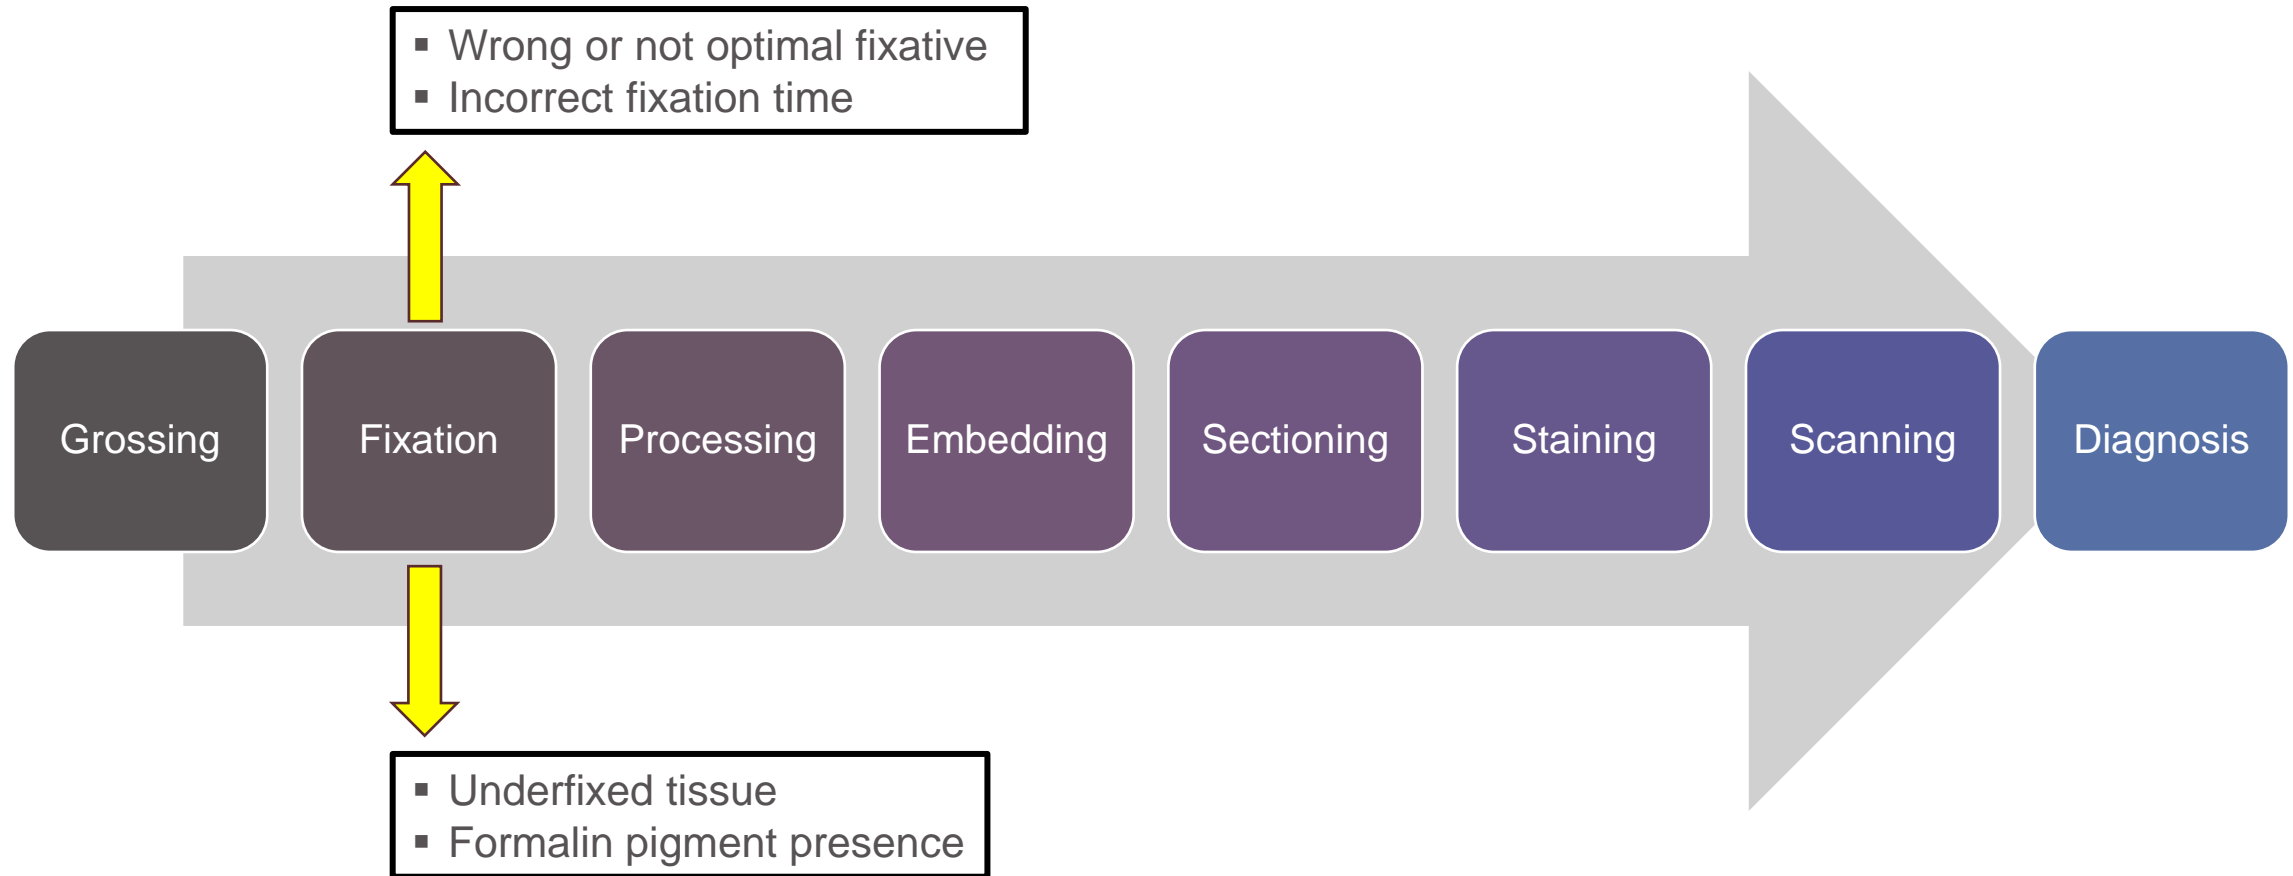 ▪ Wrong or not optimal fixative
▪ Incorrect fixation time
Grossing
Fixation
Processing
Embedding
Sectioning
Staining
Scanning
Diagnosis
▪ Underfixed tissue
▪ Formalin pigment presence